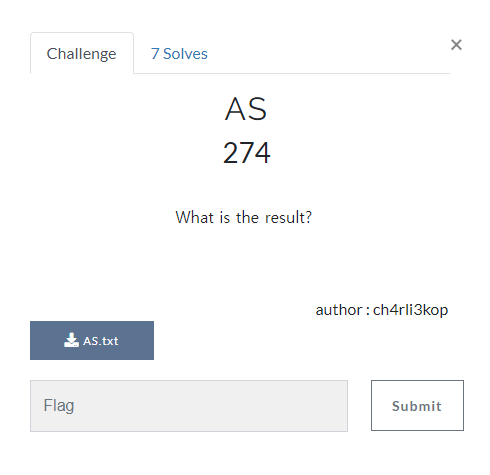 Challenge
7 Solves
×
AS
274
What is the result?
author : ch4rli3kop
AS.txt
Flag
Submit